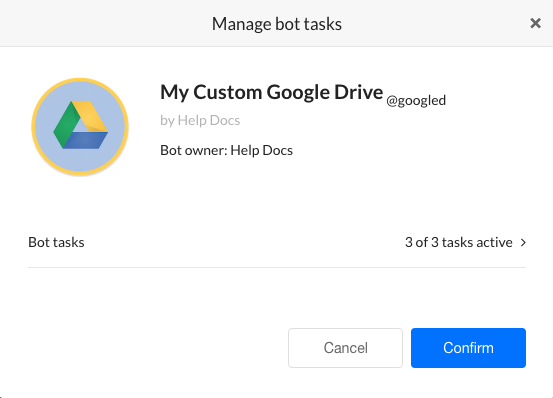 Manage bot tasks
My Custom Google Drive @googled
by Help Docs
Bot owner: Help Docs
Bot tasks 3 of 3 tasks active
Cancel Confirm